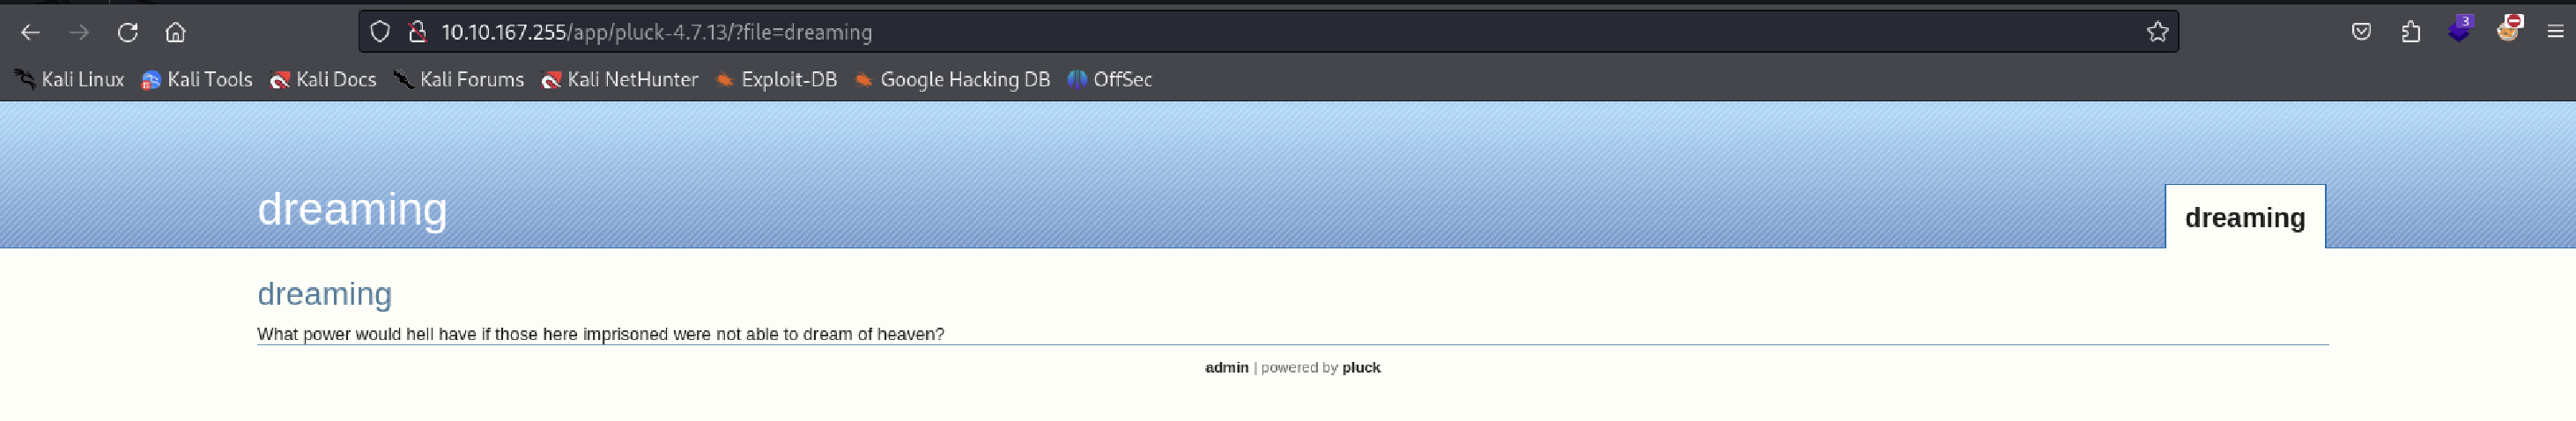 10.10.167.255/app/pluck-4.7.13/?file=dreaming
3
Kali Linux Kali Tools Kali Docs Kali Forums Kali NetHunter Exploit-DB Google Hacking DB OffSec
dreaming
dreaming
dreaming
What power would hell have if those here imprisoned were not able to dream of heaven?
admin | powered by pluck